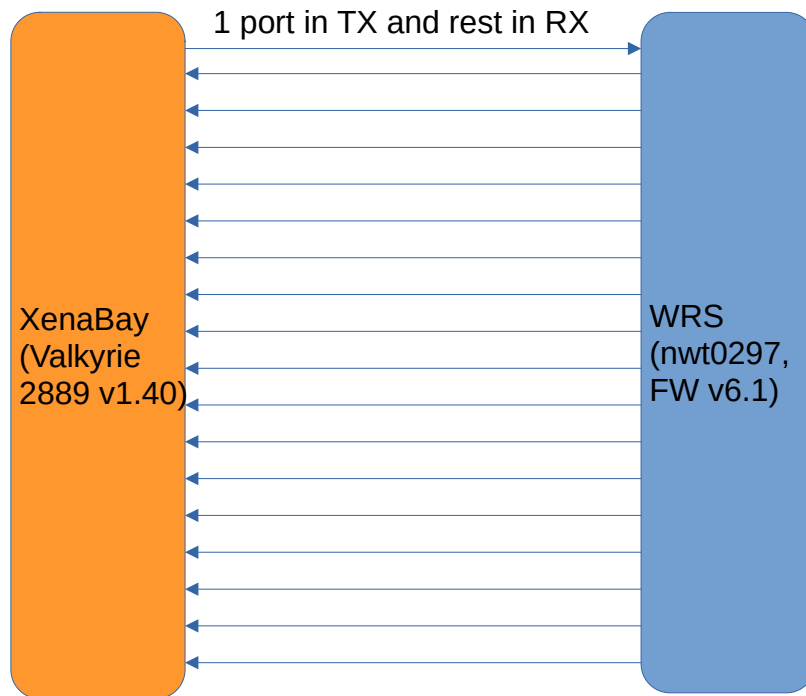 1 port in TX and rest in RX
XenaBay
(Valkyrie
2889 v1.40)
WRS
(nwt0297,
FW v6.1)